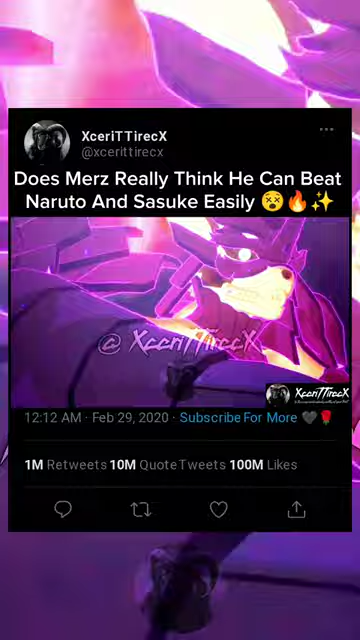 XceriTTirecX
@xcerittirecx
Does Merz Really Think He Can Beat
Naruto And Sasuke Easily 😵🔥✨
@ XceriTTirecX
XceriTTirecX
12:12 AM · Feb 29, 2020 · Subscribe For More 🖤🌹
1M Retweets 10M Quote Tweets 100M Likes